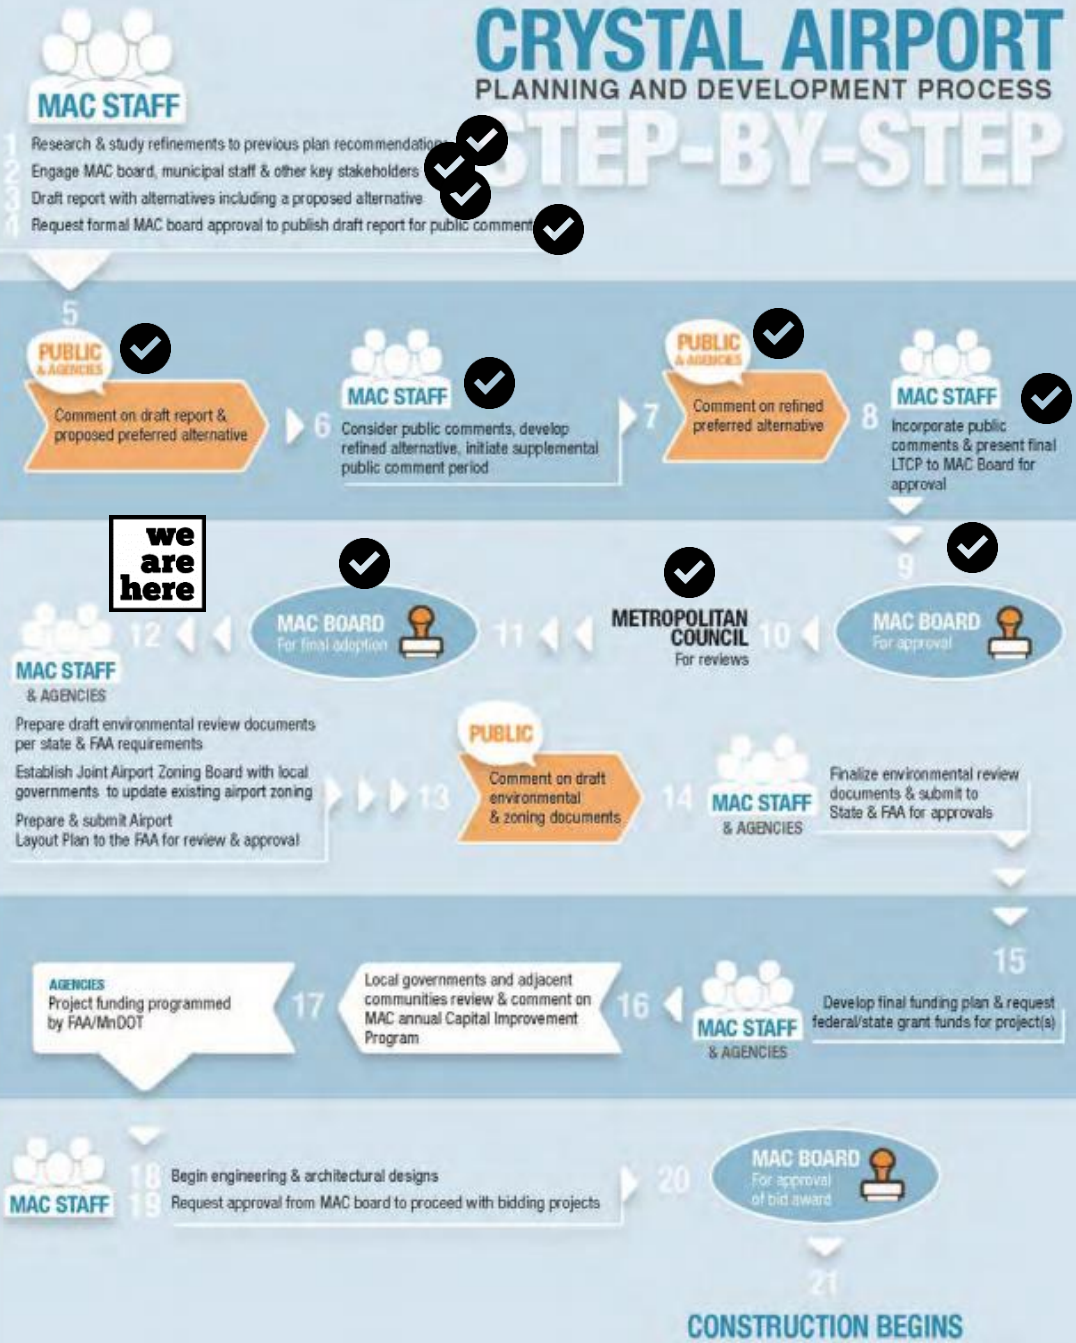 CRYSTAL AIRPORT
PLANNING AND DEVELOPMENT PROCESS
STEP-BY-STEP
MAC STAFF
1 Research & study refinements to previous plan recommendation
2 Engage MAC board, municipal staff & other key stakeholders
3 Draft report with alternatives including a proposed alternative
4 Request formal MAC board approval to publish draft report for public comment
5
PUBLIC
& AGENCIES
Comment on draft report &
proposed preferred alternative
6
MAC STAFF
Consider public comments, develop
refined alternative, initiate supplemental
public comment period
7
PUBLIC
& AGENCIES
Comment on refined
preferred alternative
8
MAC STAFF
Incorporate public
comments & present final
LTCP to MAC Board for
approval
9
MAC BOARD
For approval
10
METROPOLITAN
COUNCIL
For reviews
11
MAC BOARD
For final adoption
we
are
here
12
MAC STAFF
& AGENCIES
Prepare draft environmental review documents
per state & FAA requirements
Establish Joint Airport Zoning Board with local
governments to update existing airport zoning
Prepare & submit Airport
Layout Plan to the FAA for review & approval
13
PUBLIC
Comment on draft
environmental
& zoning documents
14
MAC STAFF
& AGENCIES
Finalize environmental review
documents & submit to
State & FAA for approvals
15
MAC STAFF
& AGENCIES
Develop final funding plan & request
federal/state grant funds for project(s)
16
Local governments and adjacent
communities review & comment on
MAC annual Capital Improvement
Program
17
AGENCIES
Project funding programmed
by FAA/MnDOT
MAC STAFF
18 Begin engineering & architectural designs
19 Request approval from MAC board to proceed with bidding projects
20
MAC BOARD
For approval
of bid award
21
CONSTRUCTION BEGINS